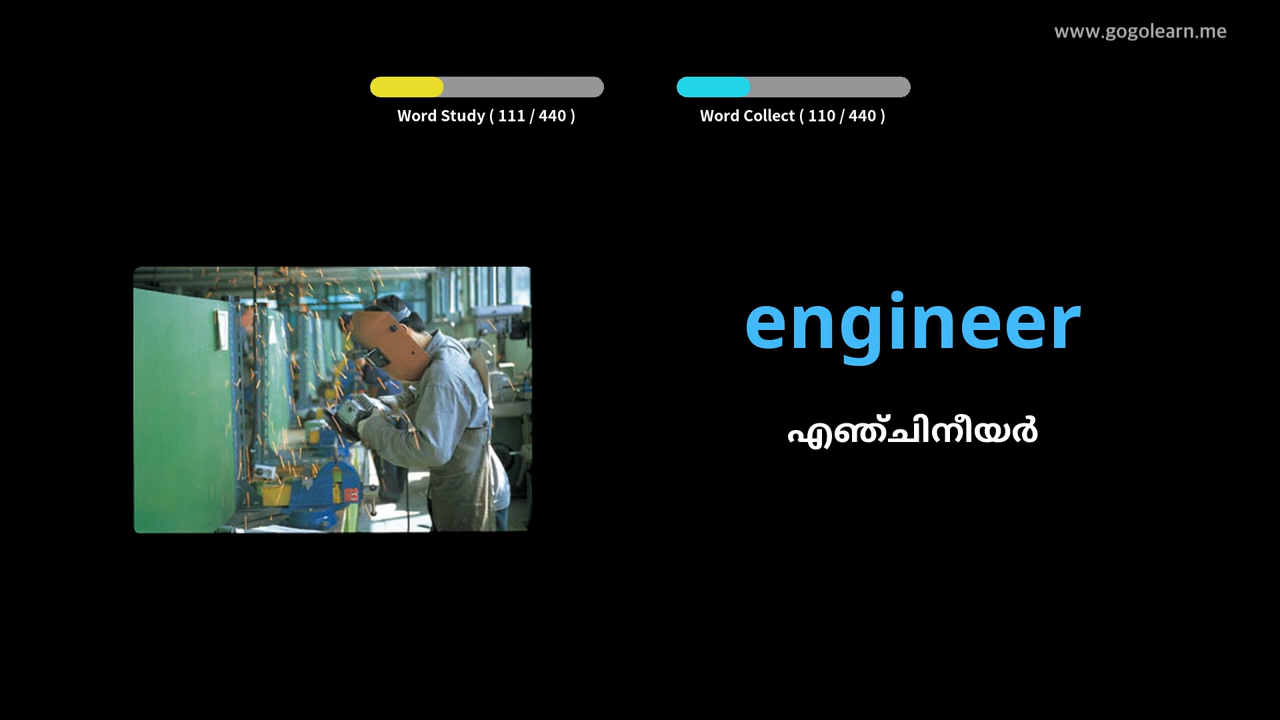 www.gogolearn.me
Word Study ( 111 / 440 )
Word Collect ( 110 / 440 )
engineer
എഞ്ചിനീയർ